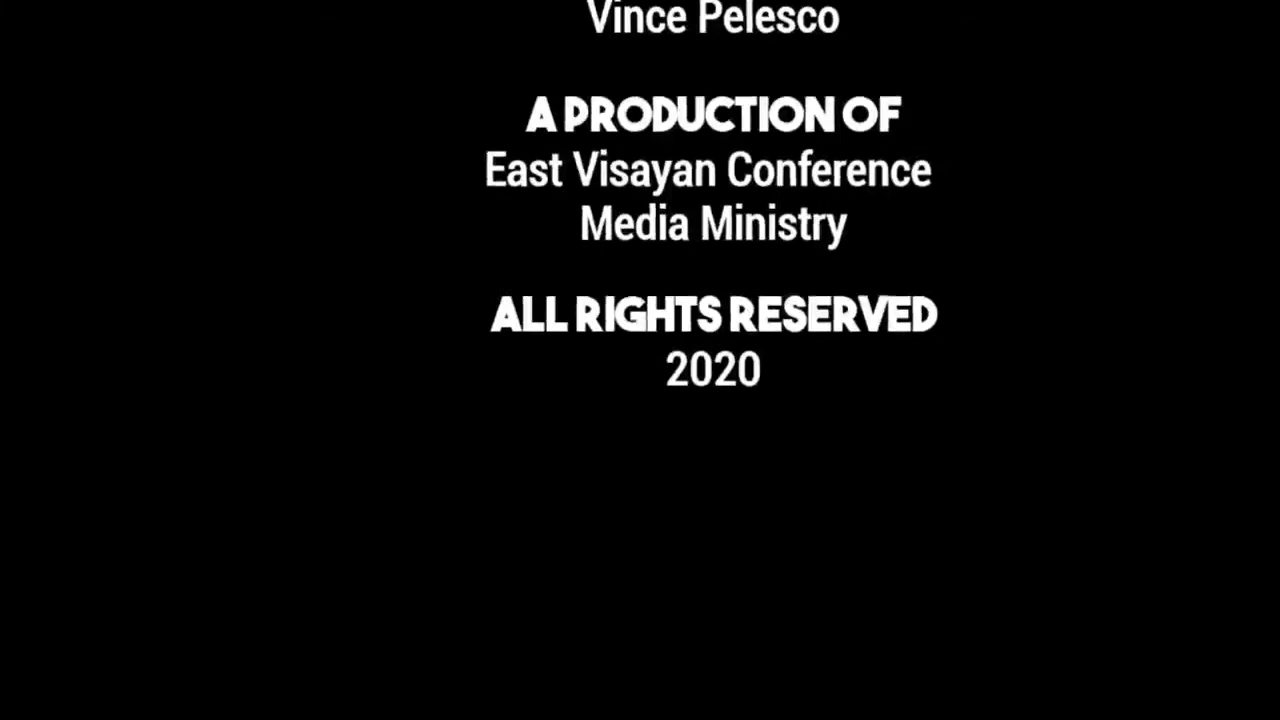 Vince Pelesco
A PRODUCTION OF
East Visayan Conference
Media Ministry
ALL RIGHTS RESERVED
2020